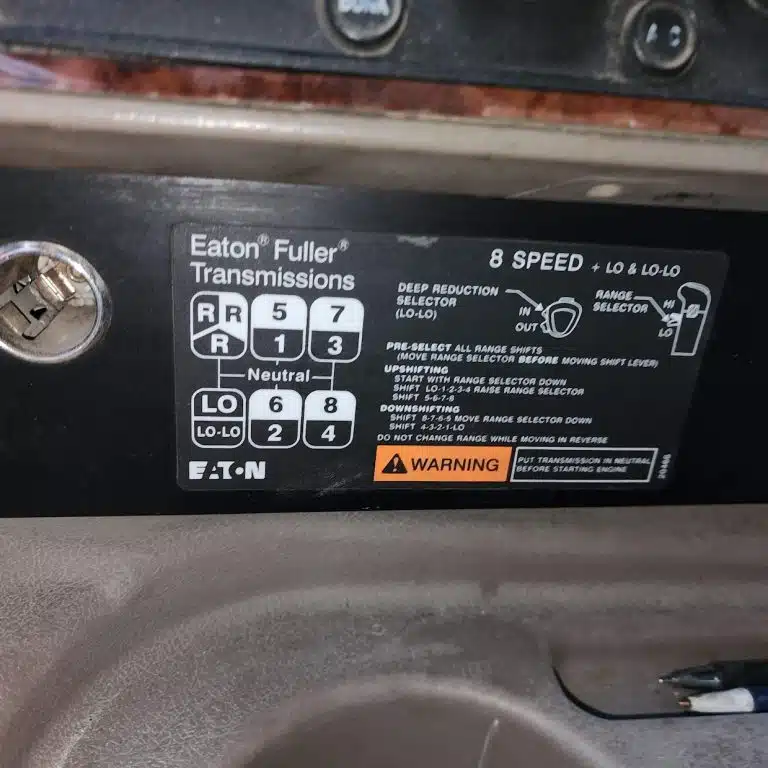 A/C
Eaton® Fuller®
Transmissions
8 SPEED + LO & LO-LO
R R 5 7
R 1 3
Neutral
LO 6 8
LO-LO 2 4
EATON
DEEP REDUCTION
SELECTOR
(LO-LO)
IN
OUT
RANGE
SELECTOR
HI
LO
PRE-SELECT ALL RANGE SHIFTS
(MOVE RANGE SELECTOR BEFORE MOVING SHIFT LEVER)
UPSHIFTING
START WITH RANGE SELECTOR DOWN
SHIFT LO-1-2-3-4 RAISE RANGE SELECTOR
SHIFT 5-6-7-8
DOWNSHIFTING
SHIFT 8-7-6-5 MOVE RANGE SELECTOR DOWN
SHIFT 4-3-2-1-LO
DO NOT CHANGE RANGE WHILE MOVING IN REVERSE
WARNING
PUT TRANSMISSION IN NEUTRAL
BEFORE STARTING ENGINE